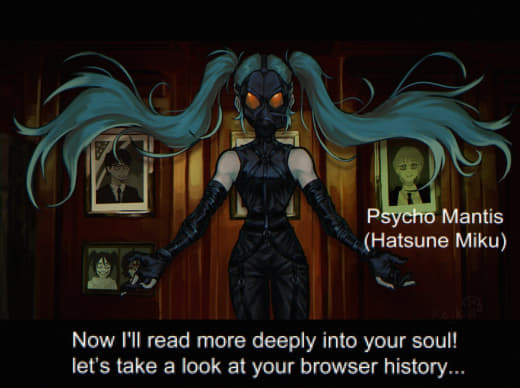 Psycho Mantis
(Hatsune Miku)
Now I'll read more deeply into your soul!
let's take a look at your browser history...